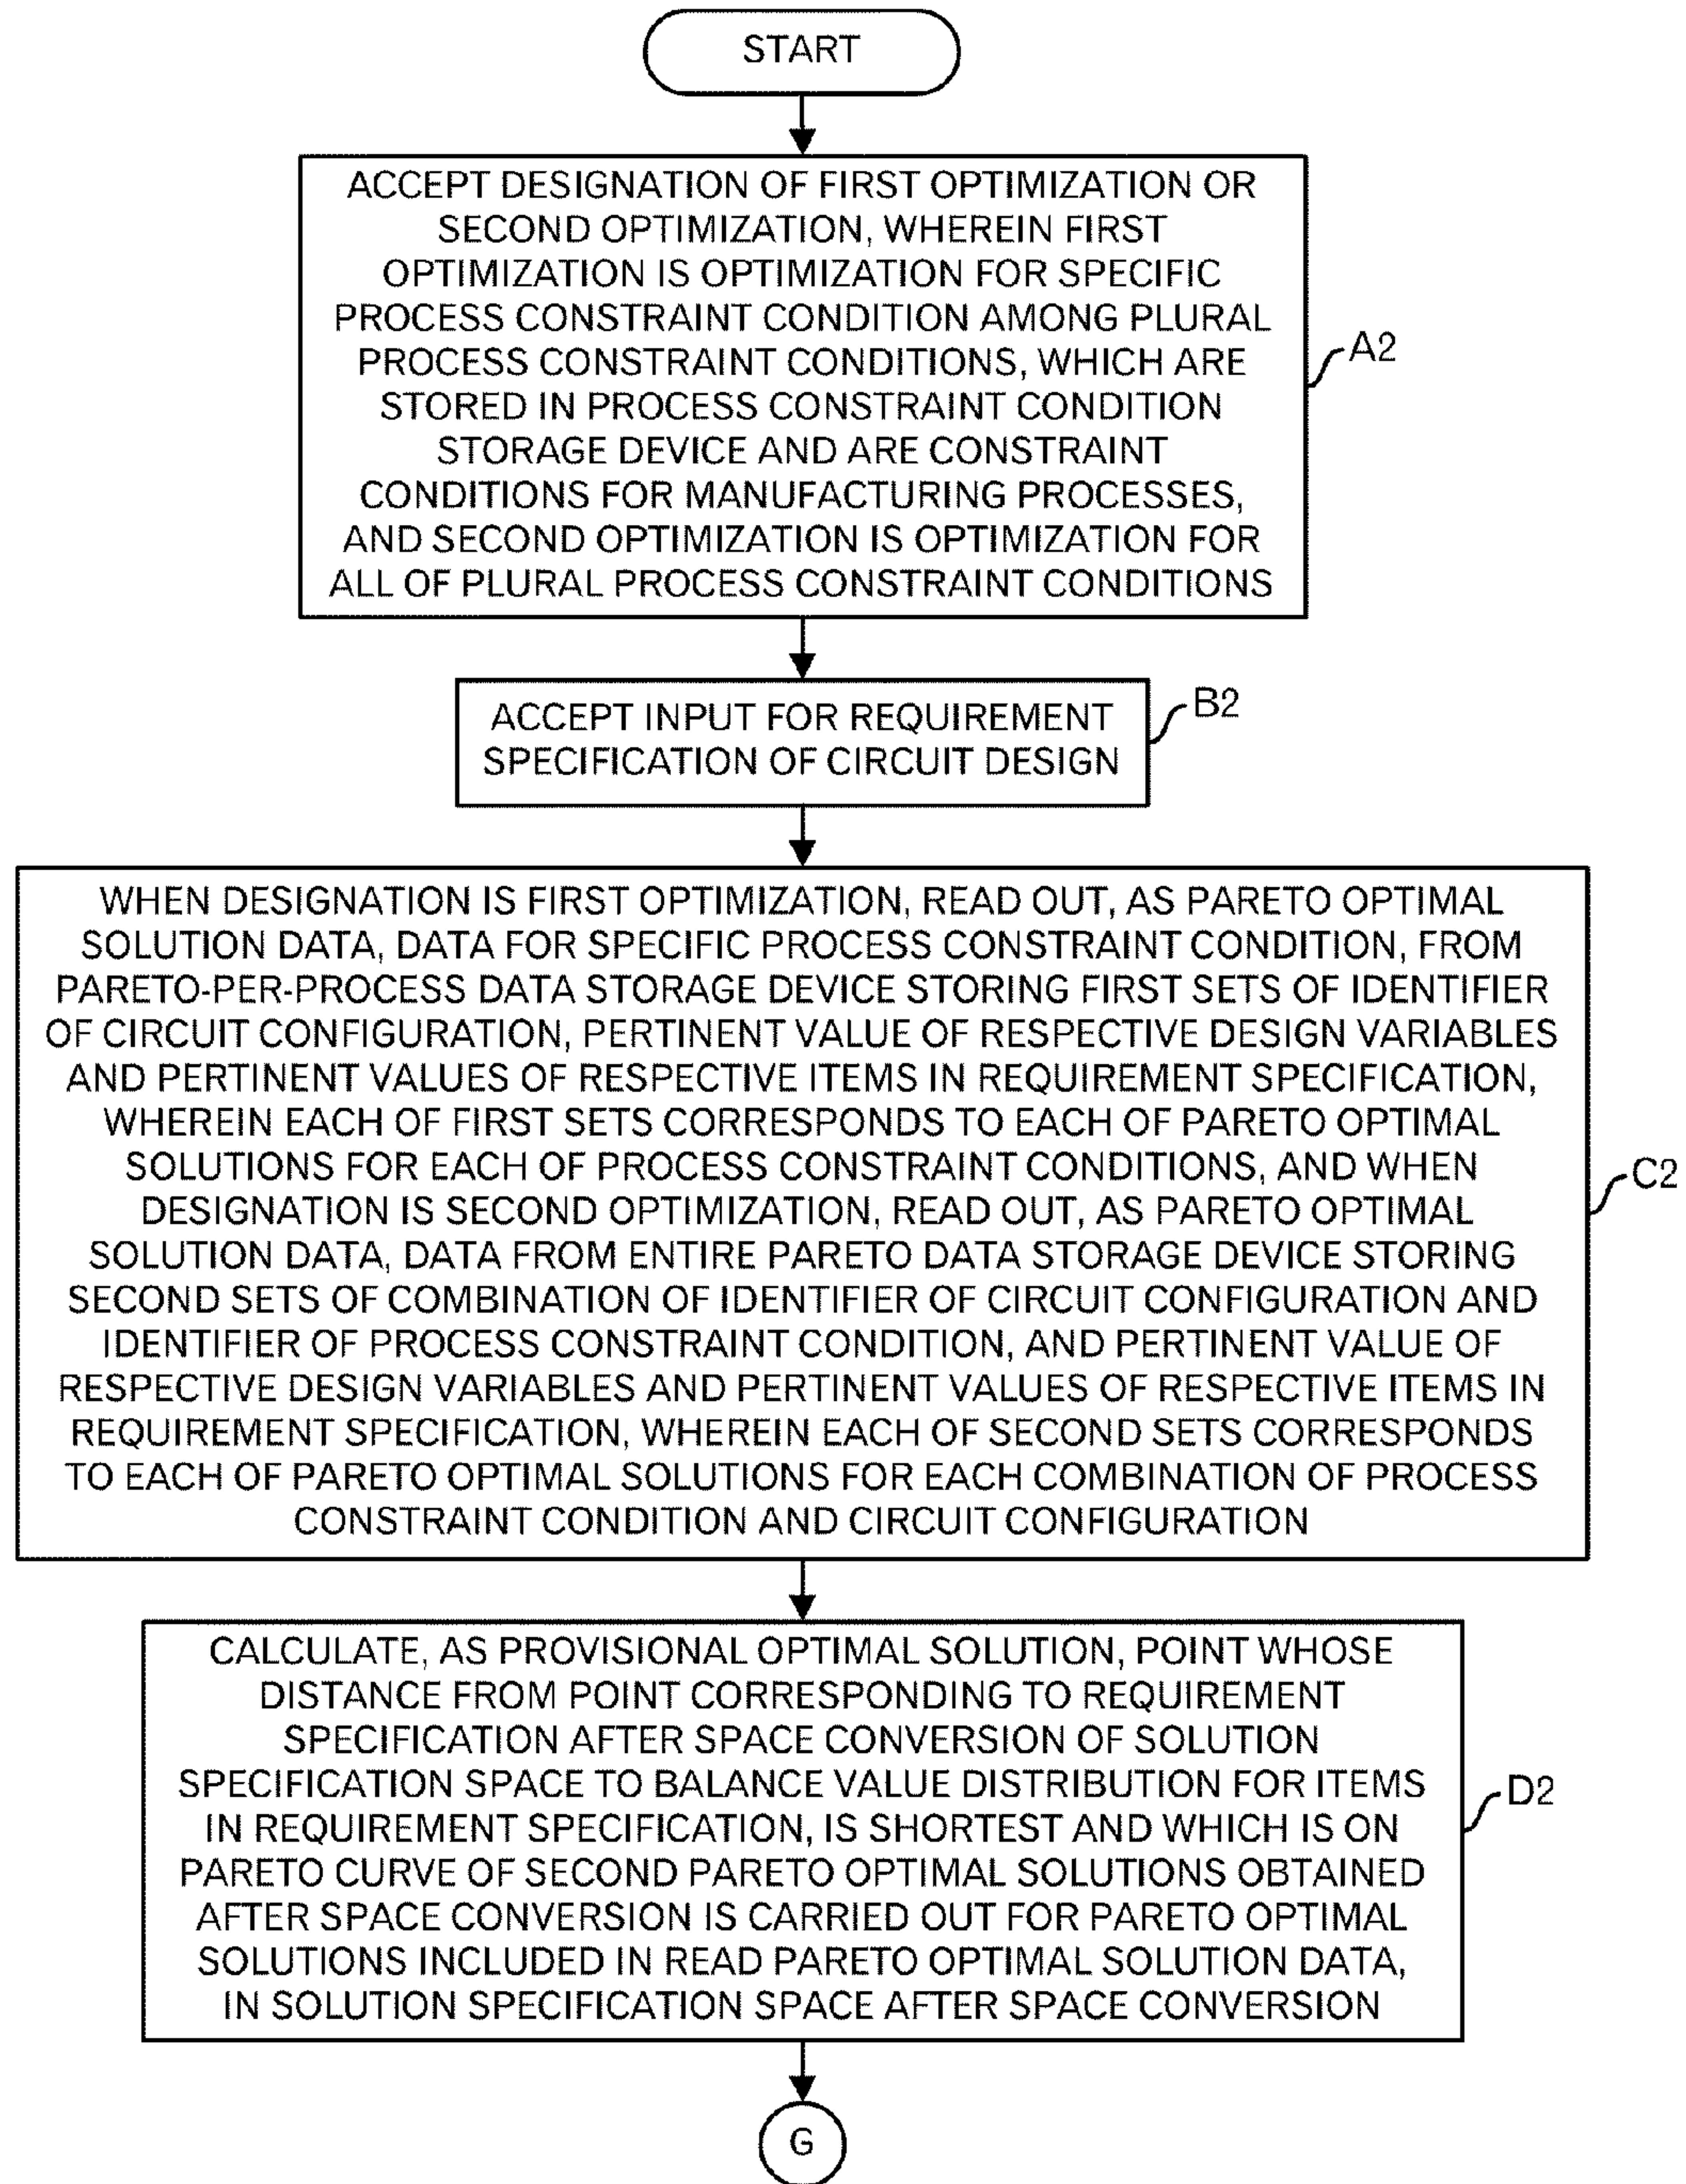 START
ACCEPT DESIGNATION OF FIRST OPTIMIZATION OR
SECOND OPTIMIZATION, WHEREIN FIRST
OPTIMIZATION IS OPTIMIZATION FOR SPECIFIC
PROCESS CONSTRAINT CONDITION AMONG PLURAL
PROCESS CONSTRAINT CONDITIONS, WHICH ARE
STORED IN PROCESS CONSTRAINT CONDITION
STORAGE DEVICE AND ARE CONSTRAINT
CONDITIONS FOR MANUFACTURING PROCESSES,
AND SECOND OPTIMIZATION IS OPTIMIZATION FOR
ALL OF PLURAL PROCESS CONSTRAINT CONDITIONS
A2
ACCEPT INPUT FOR REQUIREMENT
SPECIFICATION OF CIRCUIT DESIGN
B2
WHEN DESIGNATION IS FIRST OPTIMIZATION, READ OUT, AS PARETO OPTIMAL
SOLUTION DATA, DATA FOR SPECIFIC PROCESS CONSTRAINT CONDITION, FROM
PARETO-PER-PROCESS DATA STORAGE DEVICE STORING FIRST SETS OF IDENTIFIER
OF CIRCUIT CONFIGURATION, PERTINENT VALUE OF RESPECTIVE DESIGN VARIABLES
AND PERTINENT VALUES OF RESPECTIVE ITEMS IN REQUIREMENT SPECIFICATION,
WHEREIN EACH OF FIRST SETS CORRESPONDS TO EACH OF PARETO OPTIMAL
SOLUTIONS FOR EACH OF PROCESS CONSTRAINT CONDITIONS, AND WHEN
DESIGNATION IS SECOND OPTIMIZATION, READ OUT, AS PARETO OPTIMAL
SOLUTION DATA, DATA FROM ENTIRE PARETO DATA STORAGE DEVICE STORING
SECOND SETS OF COMBINATION OF IDENTIFIER OF CIRCUIT CONFIGURATION AND
IDENTIFIER OF PROCESS CONSTRAINT CONDITION, AND PERTINENT VALUE OF
RESPECTIVE DESIGN VARIABLES AND PERTINENT VALUES OF RESPECTIVE ITEMS IN
REQUIREMENT SPECIFICATION, WHEREIN EACH OF SECOND SETS CORRESPONDS
TO EACH OF PARETO OPTIMAL SOLUTIONS FOR EACH COMBINATION OF PROCESS
CONSTRAINT CONDITION AND CIRCUIT CONFIGURATION
C2
CALCULATE, AS PROVISIONAL OPTIMAL SOLUTION, POINT WHOSE
DISTANCE FROM POINT CORRESPONDING TO REQUIREMENT
SPECIFICATION AFTER SPACE CONVERSION OF SOLUTION
SPECIFICATION SPACE TO BALANCE VALUE DISTRIBUTION FOR ITEMS
IN REQUIREMENT SPECIFICATION, IS SHORTEST AND WHICH IS ON
PARETO CURVE OF SECOND PARETO OPTIMAL SOLUTIONS OBTAINED
AFTER SPACE CONVERSION IS CARRIED OUT FOR PARETO OPTIMAL
SOLUTIONS INCLUDED IN READ PARETO OPTIMAL SOLUTION DATA,
IN SOLUTION SPECIFICATION SPACE AFTER SPACE CONVERSION
D2
G